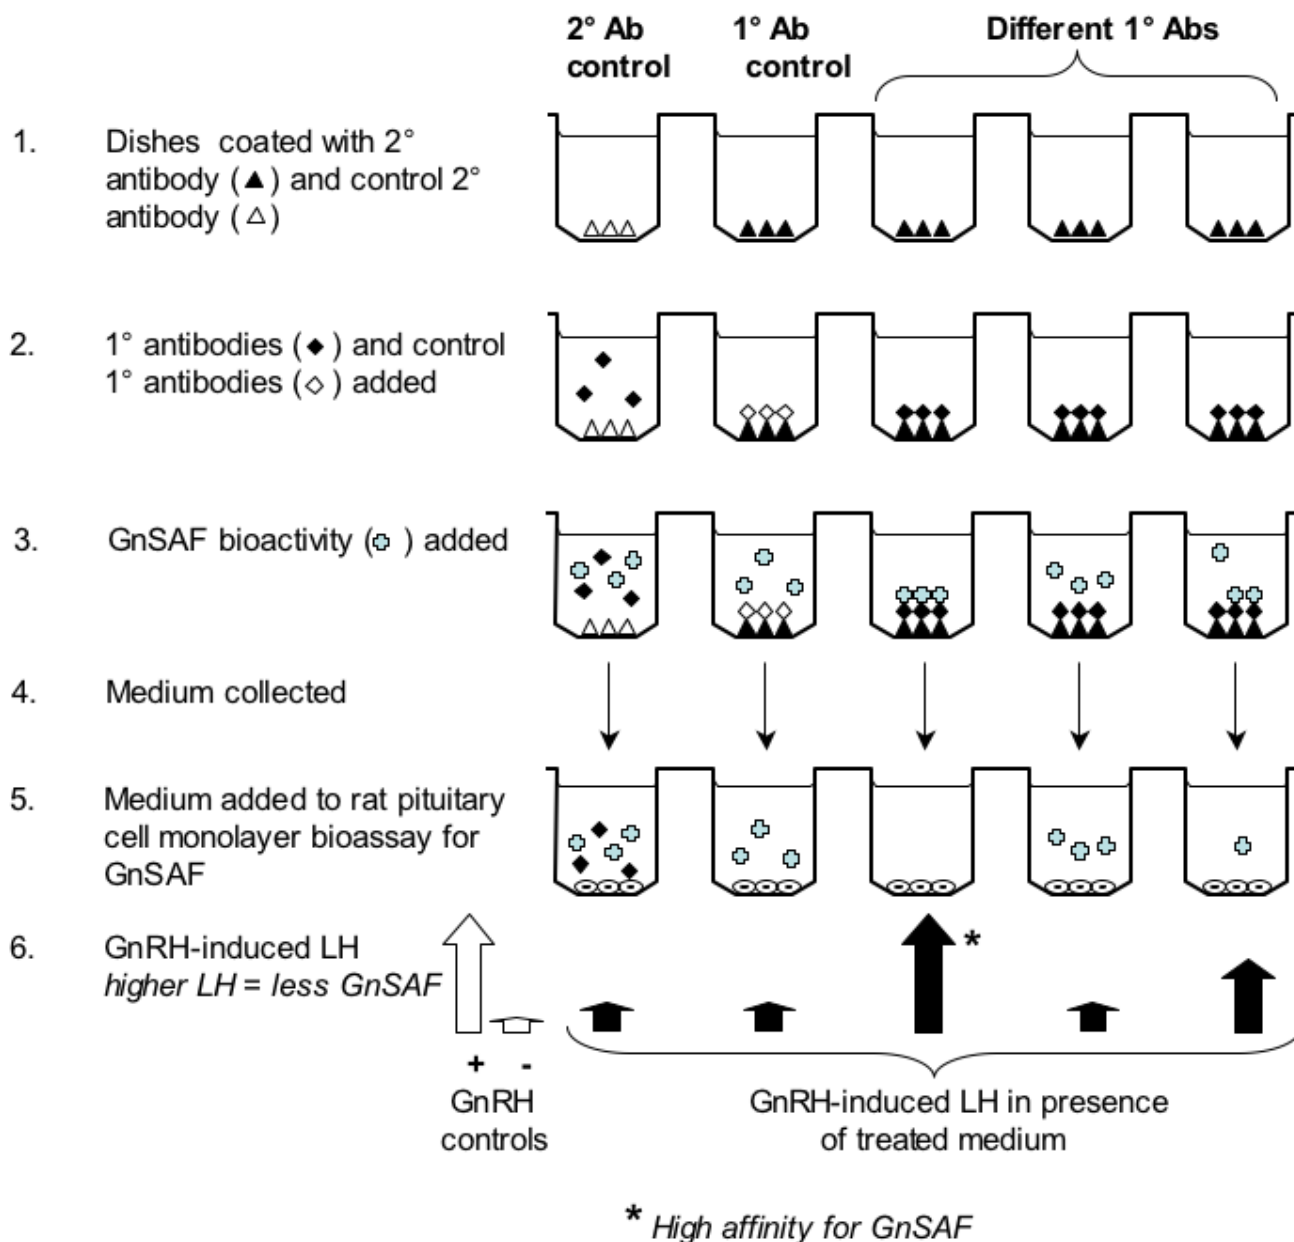 2° Ab control
1° Ab control
Different 1° Abs
1. Dishes coated with 2°
antibody (▲) and control 2°
antibody (△)
2. 1° antibodies (◆) and control
1° antibodies (◇) added
3. GnSAF bioactivity (✚) added
4. Medium collected
5. Medium added to rat pituitary
cell monolayer bioassay for
GnSAF
6. GnRH-induced LH
higher LH = less GnSAF
*
+ -
GnRH
controls
GnRH-induced LH in presence
of treated medium
* High affinity for GnSAF